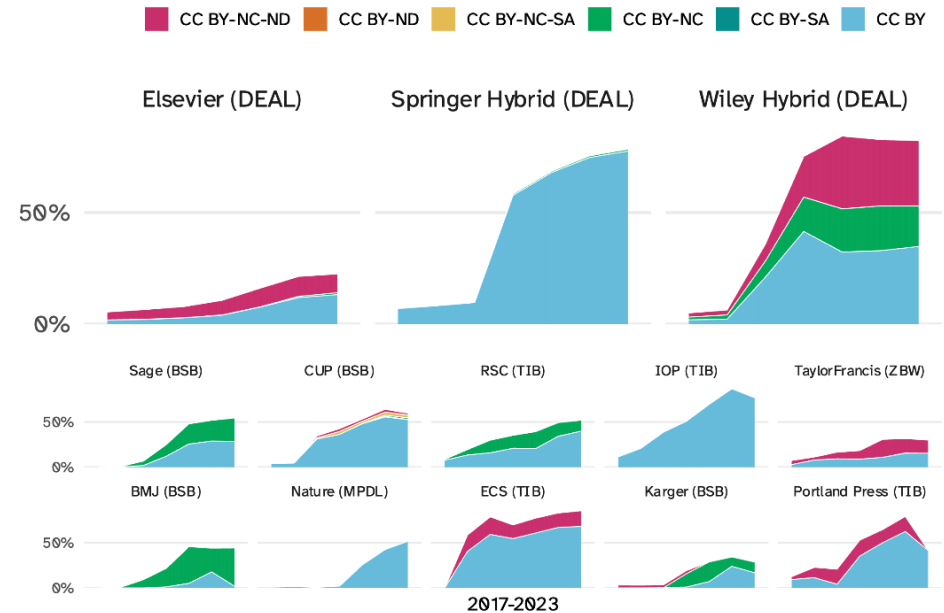 CC BY-NC-ND CC BY-ND CC BY-NC-SA CC BY-NC CC BY-SA CC BY
Elsevier (DEAL) Springer Hybrid (DEAL) Wiley Hybrid (DEAL)
50%
0%
Sage (BSB) CUP (BSB) RSC (TIB) IOP (TIB) TaylorFrancis (ZBW)
50%
0%
BMJ (BSB) Nature (MPDL) ECS (TIB) Karger (BSB) Portland Press (TIB)
50%
0%
2017-2023